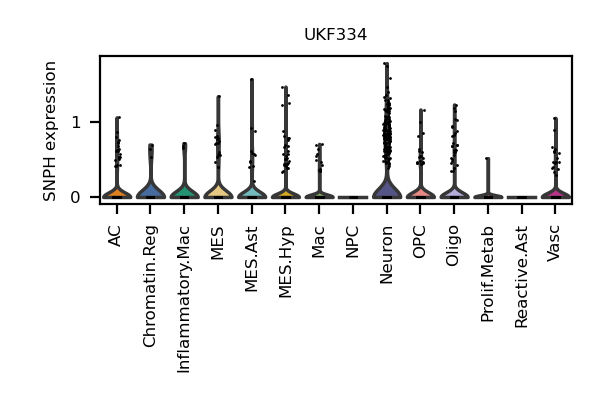 UKF334
SNPH expression
1
0
AC
Chromatin.Reg
Inflammatory.Mac
MES
MES.Ast
MES.Hyp
Mac
NPC
Neuron
OPC
Oligo
Prolif.Metab
Reactive.Ast
Vasc